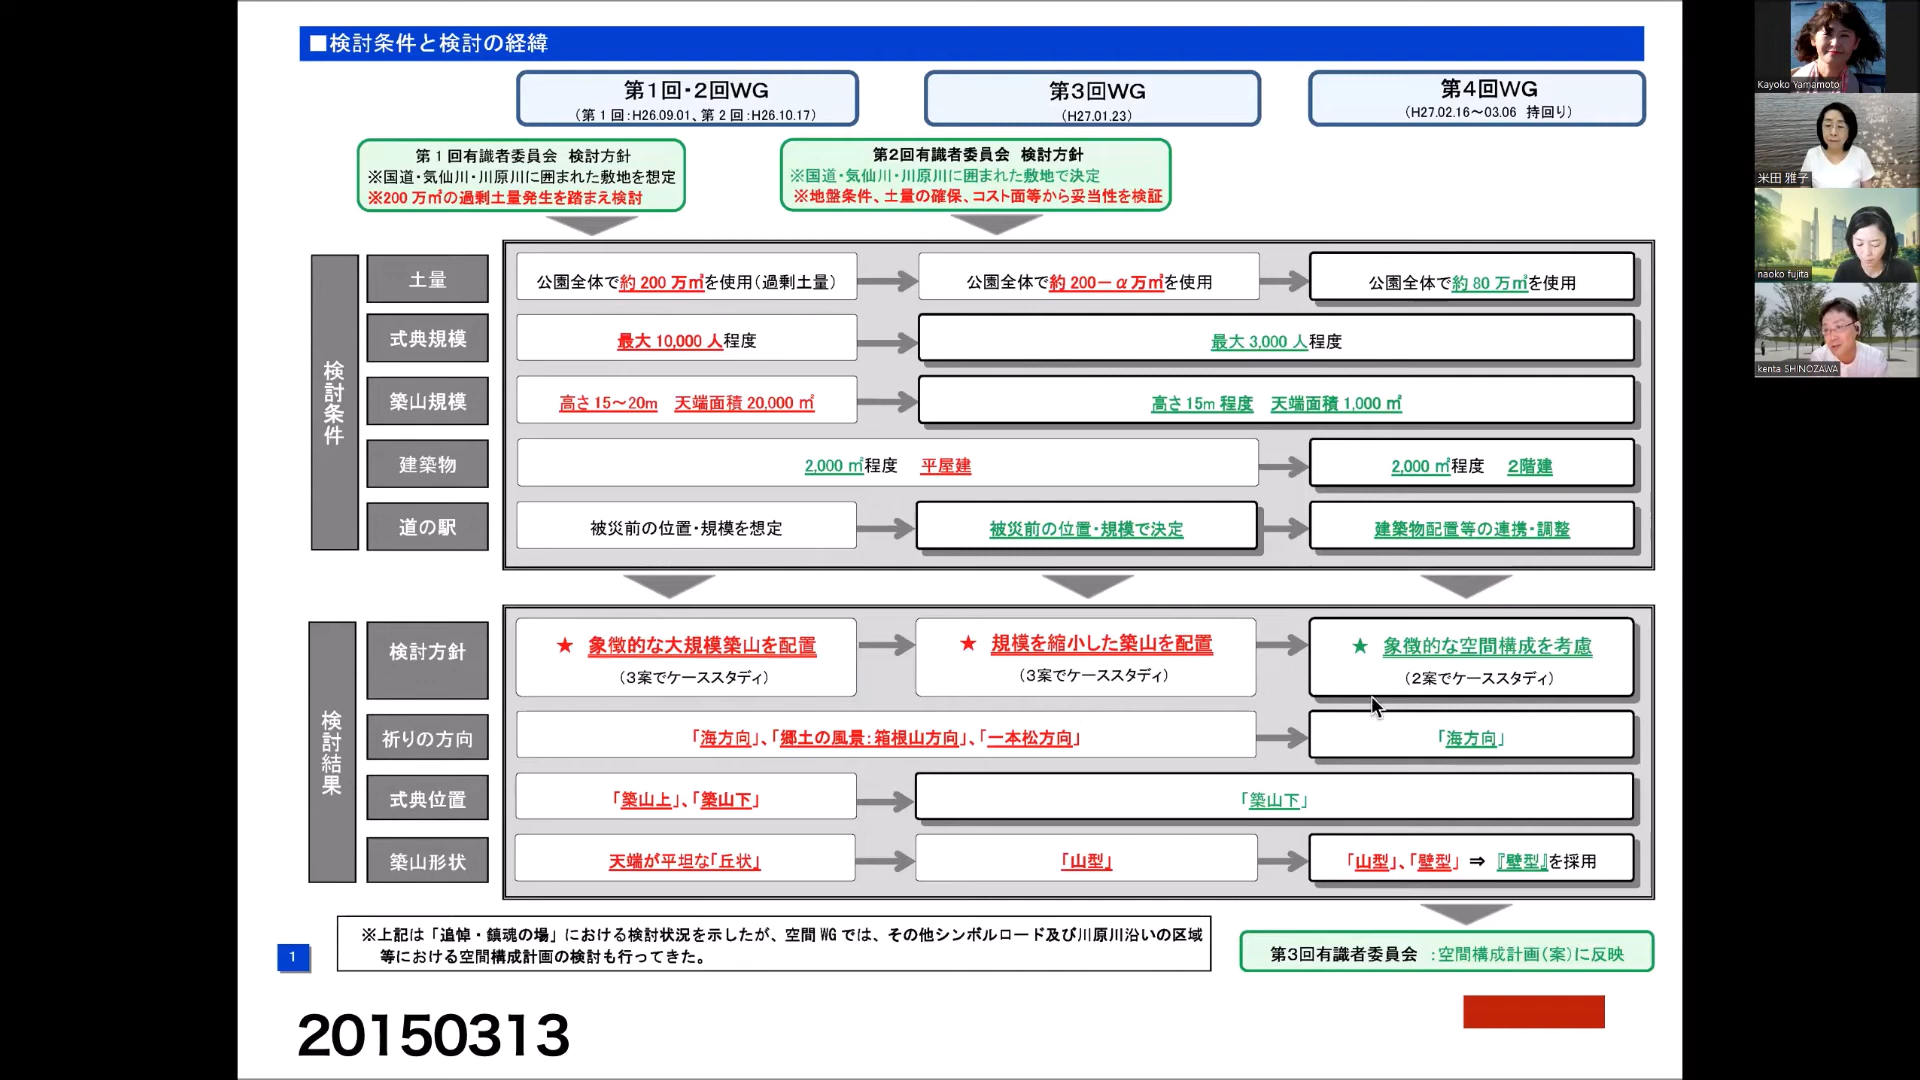 ■検討条件と検討の経緯
第1回・2回WG
（第1回：H26.09.01、第2回：H26.10.17）
第3回WG
（H27.01.23）
第4回WG
（H27.02.16～03.06 持回り）
第1回有識者委員会 検討方針
※国道・気仙川・川原川に囲まれた敷地を想定
※200万㎥の過剰土量発生を踏まえ検討
第2回有識者委員会 検討方針
※国道・気仙川・川原川に囲まれた敷地で決定
※地盤条件、土量の確保、コスト面等から妥当性を検証
検討条件
土量
公園全体で約200万㎥を使用（過剰土量）
公園全体で約200－α万㎥を使用
公園全体で約80万㎥を使用
式典規模
最大10,000人程度
最大3,000人程度
築山規模
高さ15～20m 天端面積20,000㎡
高さ15m程度 天端面積1,000㎡
建築物
2,000㎡程度 平屋建
2,000㎡程度 2階建
道の駅
被災前の位置・規模を想定
被災前の位置・規模で決定
建築物配置等の連携・調整
検討結果
検討方針
★ 象徴的な大規模築山を配置
（3案でケーススタディ）
★ 規模を縮小した築山を配置
（3案でケーススタディ）
★ 象徴的な空間構成を考慮
（2案でケーススタディ）
祈りの方向
「海方向」、「郷土の風景：箱根山方向」、「一本松方向」
「海方向」
式典位置
「築山上」、「築山下」
「築山下」
築山形状
天端が平坦な「丘状」
「山型」
「山型」、「壁型」⇒『壁型』を採用
※上記は「追悼・鎮魂の場」における検討状況を示したが、空間WGでは、その他シンボルロード及び川原川沿いの区域
等における空間構成計画の検討も行ってきた。
第3回有識者委員会 ：空間構成計画（案）に反映
1
20150313
Kayoko Yamamoto
米田 雅子
naoko fujita
kenta SHINOZAWA